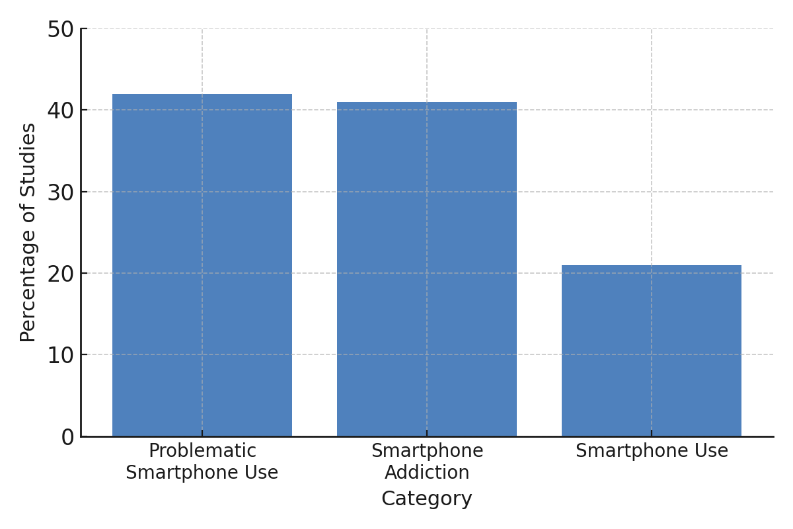 50
40
30
20
10
0
Percentage of Studies
Problematic
Smartphone Use
Smartphone
Addiction
Smartphone Use
Category